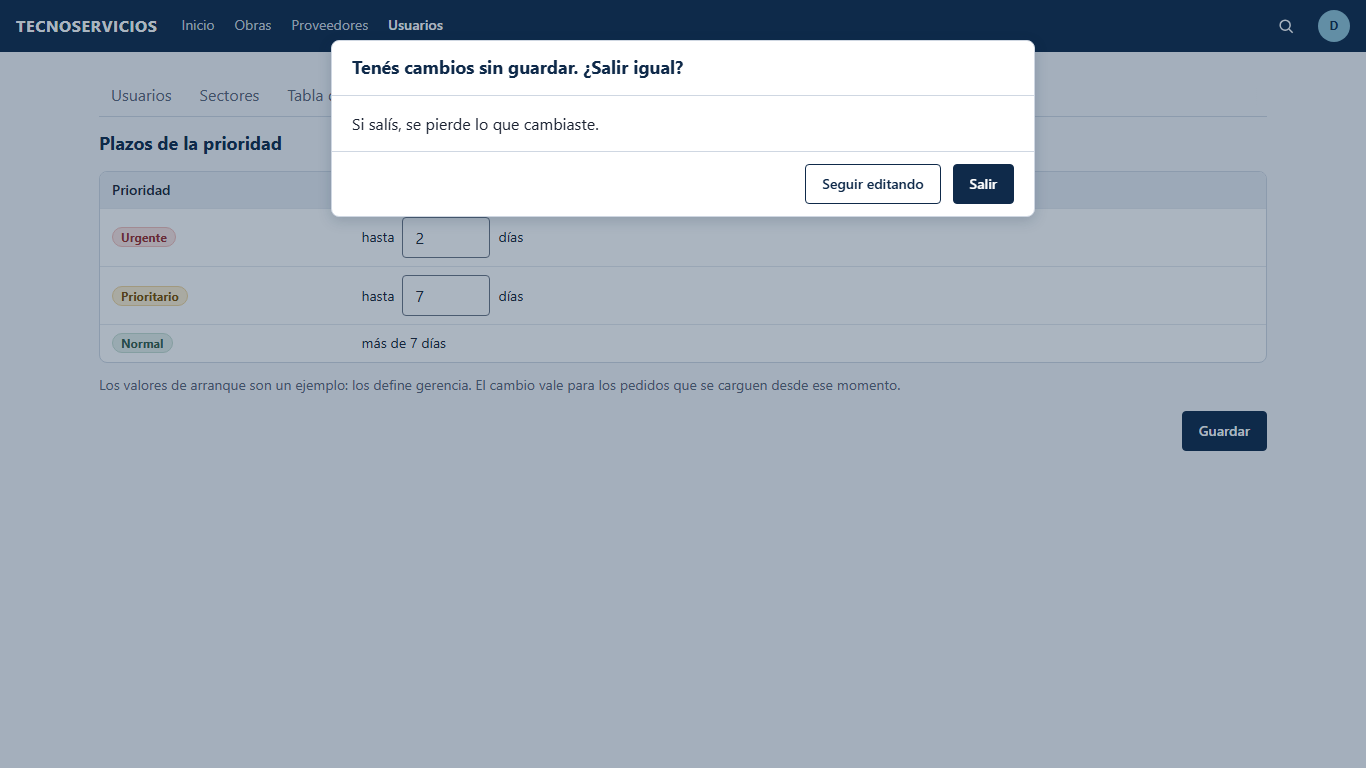 TECNOSERVICIOS Inicio Obras Proveedores Usuarios D
Tenés cambios sin guardar. ¿Salir igual?
Usuarios Sectores Tabla
Si salís, se pierde lo que cambiaste.
Plazos de la prioridad
Seguir editando Salir
Prioridad
Urgente hasta 2 días
Prioritario hasta 7 días
Normal más de 7 días
Los valores de arranque son un ejemplo: los define gerencia. El cambio vale para los pedidos que se carguen desde ese momento.
Guardar